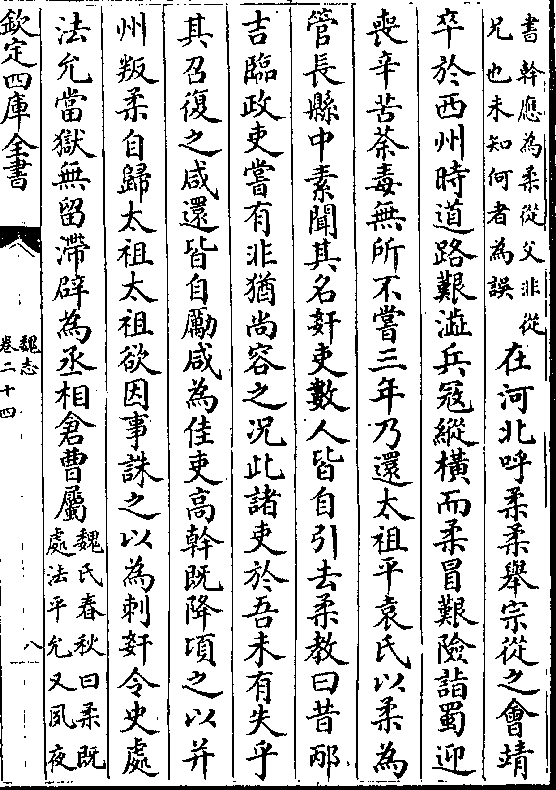 書幹應為柔從父非從
兄也未知何者為誤
在河北呼柔柔舉宗從之會靖
卒於西州時道路艱澁兵冦縱橫而柔冒艱險詣蜀迎
喪辛苦荼毒無所不嘗三年乃還太祖平袁氏以柔為
管長縣中素聞其名奸吏數人皆自引去柔教曰昔邴
吉臨政吏嘗有非猶尚容之況此諸吏於吾未有失乎
其召復之咸還皆自勵咸為佳吏高幹既降頃之以并
州叛柔自歸太祖太祖欲因事誅之以為刺奸令史處
法允當獄無留滯辟為丞相倉曹屬
魏氏春秋曰柔既
處法平允又夙夜
欽定四庫全書
魏志
卷二十四
八